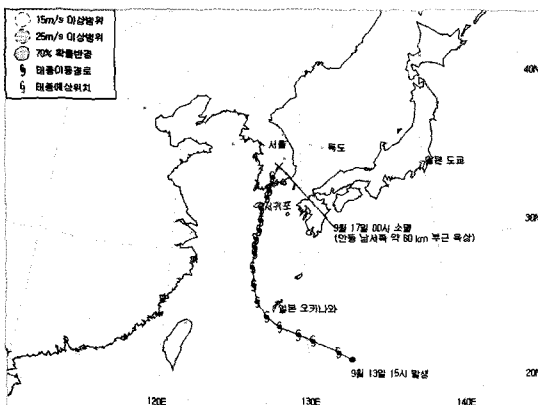 15m/s 이상범위
25m/s 이상범위
70% 확률반경
태풍이동경로
태풍예상위치
40N
서울
독도
일본 도쿄
서귀포
30N
9월 17일 00시 소멸
(안동 남서쪽 약 60 km 부근 육상)
일본 오키나와
9월 13일 15시 발생
20N
120E
130E
140E